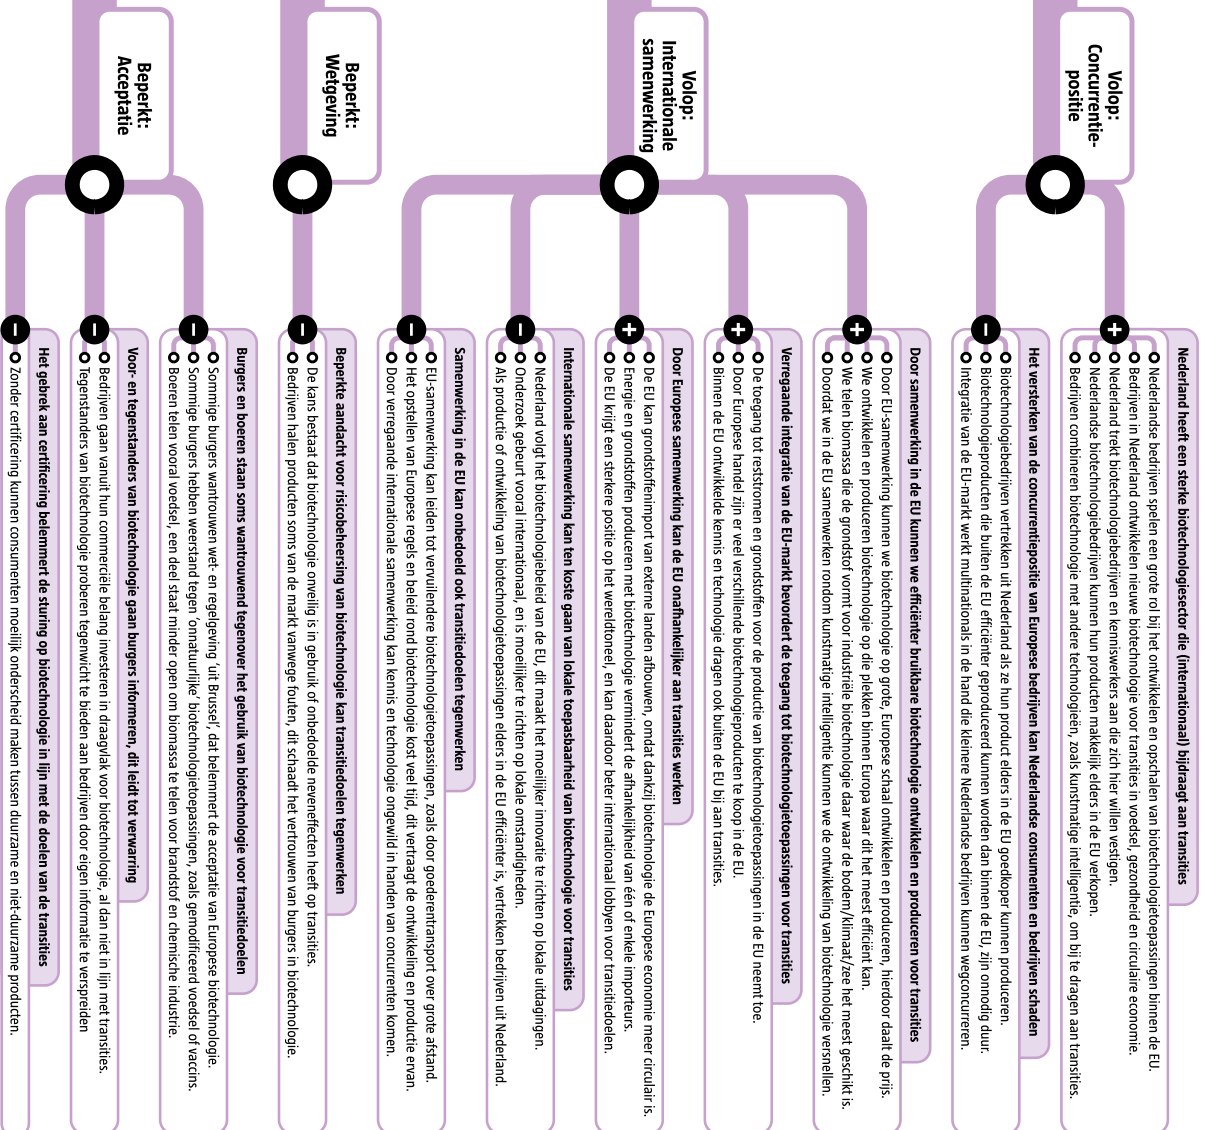 Volop:
Concurrentie-
positie
Nederland heeft een sterke biotechnologiesector die (internationaal) bijdraagt aan transities
Nederlandse bedrijven spelen een grote rol bij het ontwikkelen en opschalen van biotechnologietoepassingen binnen de EU.
Bedrijven in Nederland ontwikkelen nieuwe biotechnologie voor transities in voedsel, gezondheid en circulaire economie.
Nederland trekt biotechnologiebedrijven en kenniswerkers aan die zich hier willen vestigen.
Nederlandse biotechnologiebedrijven kunnen hun producten makkelijk elders in de EU verkopen.
Bedrijven combineren biotechnologie met andere technologieën, zoals kunstmatige intelligentie, om bij te dragen aan transities.
Het versterken van de concurrentiepositie van Europese bedrijven kan Nederlandse consumenten en bedrijven schaden
Biotechnologiebedrijven vertrekken uit Nederland als ze hun product elders in de EU goedkoper kunnen produceren.
Biotechnologieproducten die buiten de EU efficiënter geproduceerd kunnen worden dan binnen de EU, zijn onnodig duur.
Integratie van de EU-markt werkt multinationals in de hand die kleinere Nederlandse bedrijven kunnen wegconcurreren.
Volop:
Internationale
samenwerking
Door samenwerking in de EU kunnen we efficiënter bruikbare biotechnologie ontwikkelen en produceren voor transities
Door EU-samenwerking kunnen we biotechnologie op grote, Europese schaal ontwikkelen en produceren, hierdoor daalt de prijs.
We ontwikkelen en produceren biotechnologie op die plekken binnen Europa waar dit het meest efficiënt kan.
We telen biomassa die de grondstof vormt voor industriële biotechnologie daar waar de bodem/klimaat/zee het meest geschikt is.
Doordat we in de EU samenwerken rondom kunstmatige intelligentie kunnen we de ontwikkeling van biotechnologie versnellen.
Verregaande integratie van de EU-markt bevordert de toegang tot biotechnologietoepassingen voor transities
De toegang tot reststromen en grondstoffen voor de productie van biotechnologietoepassingen in de EU neemt toe.
Door Europese handel zijn er veel verschillende biotechnologieproducten te koop in de EU.
Binnen de EU ontwikkelde kennis en technologie dragen ook buiten de EU bij aan transities.
Door Europese samenwerking kan de EU onafhankelijker aan transities werken
De EU kan grondstoffenimport van externe landen afbouwen, omdat dankzij biotechnologie de Europese economie meer circulair is.
Energie en grondstoffen produceren met biotechnologie vermindert de afhankelijkheid van één of enkele importeurs.
De EU krijgt een sterkere positie op het wereldtoneel, en kan daardoor beter internationaal lobbyen voor transitiedoelen.
Internationale samenwerking kan ten koste gaan van lokale toepasbaarheid van biotechnologie voor transities
Nederland volgt het biotechnologiebeleid van de EU, dit maakt het moeilijker innovatie te richten op lokale uitdagingen.
Onderzoek gebeurt vooral internationaal, en is moeilijker te richten op lokale omstandigheden.
Als productie of ontwikkeling van biotechnologietoepassingen elders in de EU efficiënter is, vertrekken bedrijven uit Nederland.
Samenwerking in de EU kan onbedoeld ook transitiedoelen tegenwerken
EU-samenwerking kan leiden tot vervuilendere biotechnologietoepassingen, zoals door goederentransport over grote afstand.
Het opstellen van Europese regels en beleid rond biotechnologie kost veel tijd, dit vertraagt de ontwikkeling en productie ervan.
Door verregaande internationale samenwerking kan kennis en technologie ongewild in handen van concurrenten komen.
Beperkt:
Wetgeving
Beperkte aandacht voor risicobeheersing van biotechnologie kan transitiedoelen tegenwerken
De kans bestaat dat biotechnologie onveilig is in gebruik of onbedoelde neveneffecten heeft op transities.
Bedrijven halen producten soms van de markt vanwege fouten, dit schaadt het vertrouwen van burgers in biotechnologie.
Beperkt:
Acceptatie
Burgers en boeren staan soms wantrouwend tegenover het gebruik van biotechnologie voor transitiedoelen
Sommige burgers wantrouwen wet- en regelgeving ‘uit Brussel’, dat belemmert de acceptatie van Europese biotechnologie.
Sommige burgers hebben weerstand tegen ‘onnatuurlijke’ biotechnologietoepassingen, zoals gemodificeerd voedsel of vaccins.
Boeren telen vooral voedsel, een deel staat minder open om biomassa te telen voor brandstof en chemische industrie.
Voor- en tegenstanders van biotechnologie gaan burgers informeren, dit leidt tot verwarring
Bedrijven gaan vanuit hun commerciële belang investeren in draagvlak voor biotechnologie, al dan niet in lijn met transities.
Tegenstanders van biotechnologie proberen tegenwicht te bieden aan bedrijven door eigen informatie te verspreiden
Het gebrek aan certificering belemmert de sturing op biotechnologie in lijn met de doelen van de transities
Zonder certificering kunnen consumenten moeilijk onderscheid maken tussen duurzame en niet-duurzame producten.